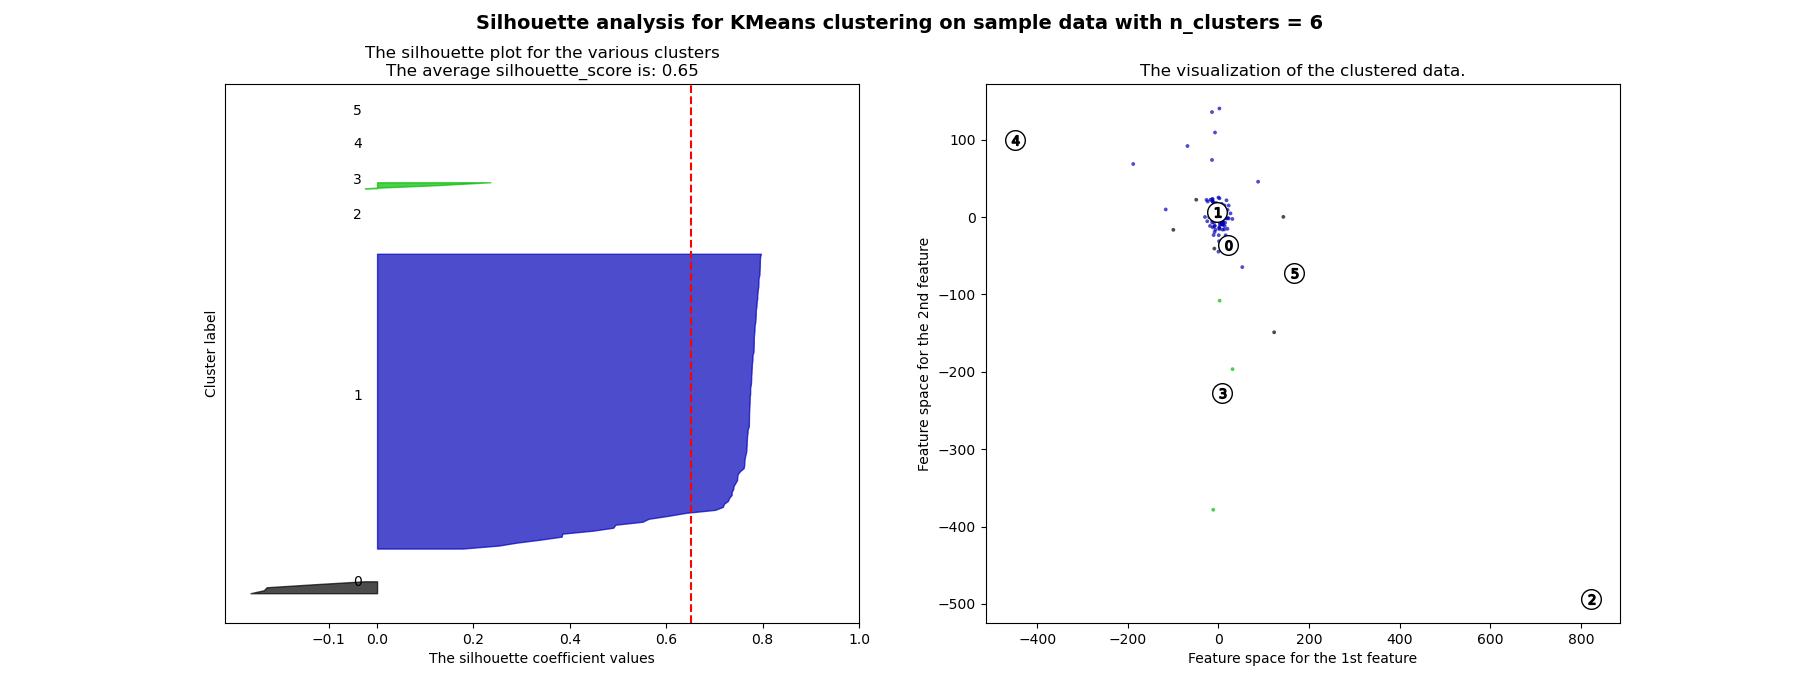 Silhouette analysis for KMeans clustering on sample data with n_clusters = 6
The silhouette plot for the various clusters
The average silhouette_score is: 0.65
5
4
3
2
1
0
Cluster label
−0.1 0.0 0.2 0.4 0.6 0.8 1.0
The silhouette coefficient values
The visualization of the clustered data.
100
0
−100
−200
−300
−400
−500
Feature space for the 2nd feature
4
1
0
5
3
2
−400 −200 0 200 400 600 800
Feature space for the 1st feature